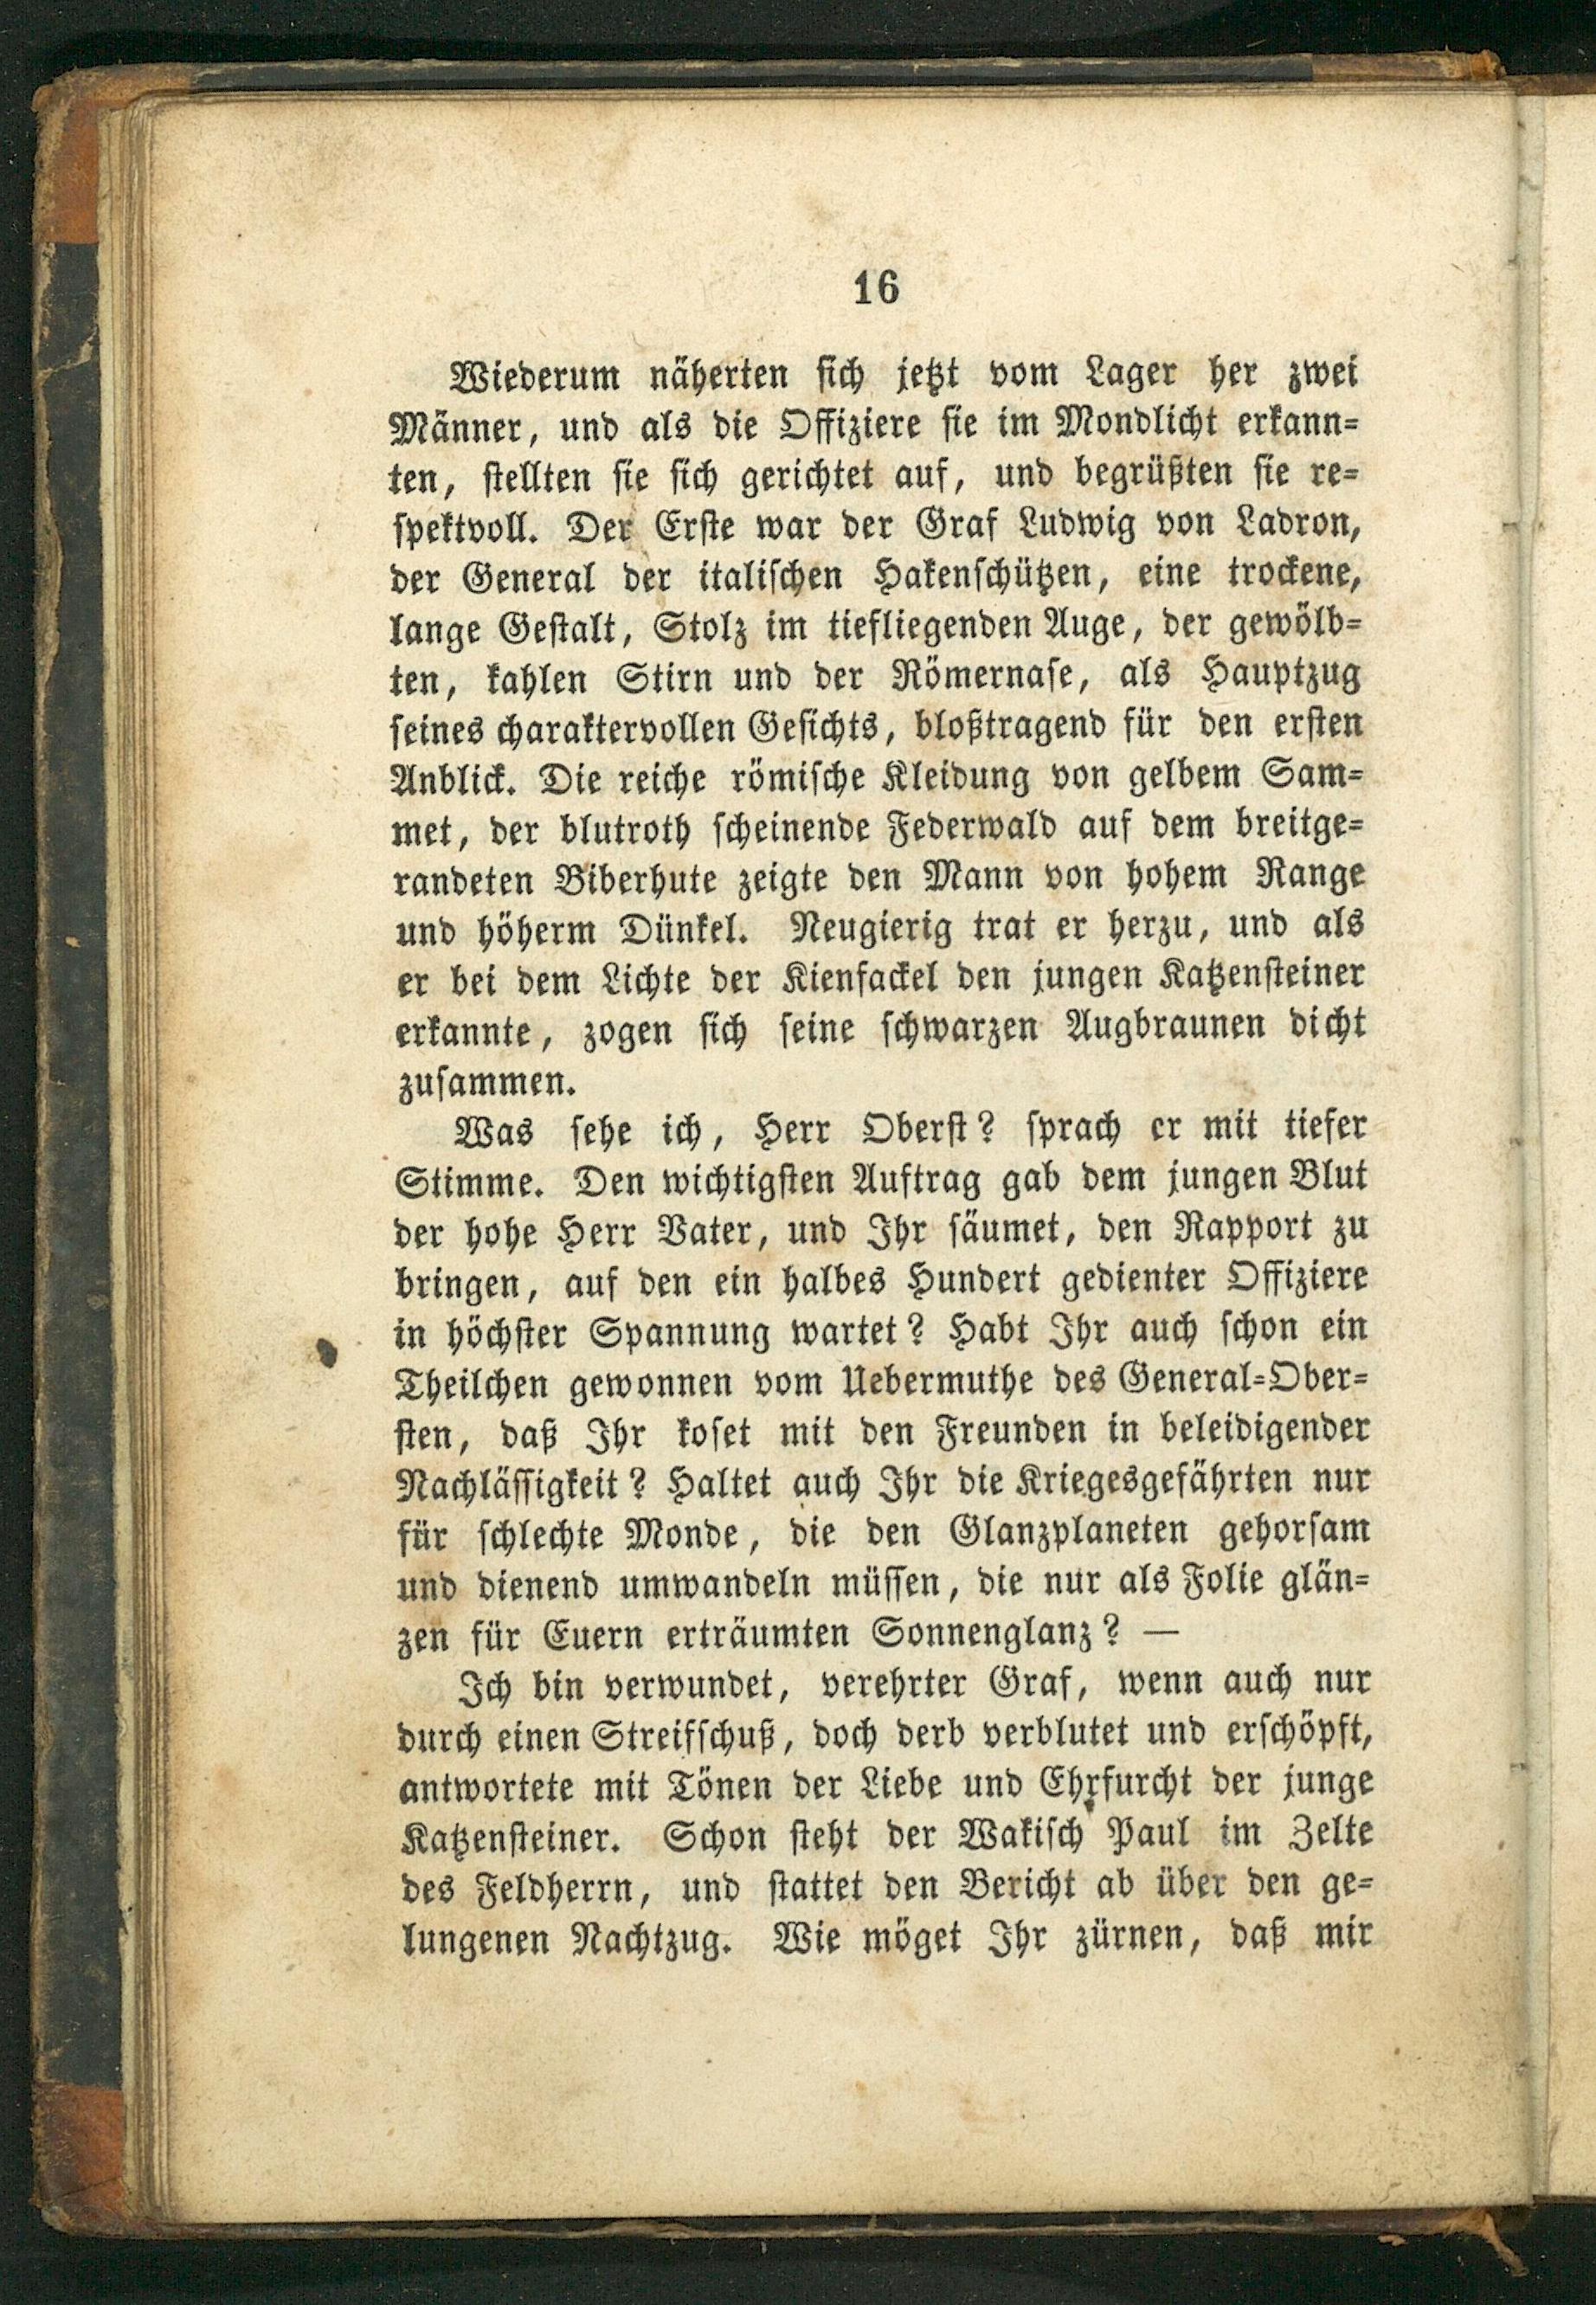 16
Wiederum näherten sich jetzt vom Lager her zwei
Männer, und als die Offiziere sie im Mondlicht erkann=
ten, stellten sie sich gerichtet auf, und begrüßten sie re=
spektvoll. Der Erste war der Graf Ludwig von Ladron,
der General der italischen Hakenschützen, eine trockene,
lange Gestalt, Stolz im tiefliegenden Auge, der gewölb=
ten, kahlen Stirn und der Römernase, als Hauptzug
seines charaktervollen Gesichts, bloßtragend für den ersten
Anblick. Die reiche römische Kleidung von gelbem Sam=
met, der blutroth scheinende Federwald auf dem breitge=
randeten Biberhute zeigte den Mann von hohem Range
und höherm Dünkel. Neugierig trat er herzu, und als
er bei dem Lichte der Kienfackel den jungen Katzensteiner
erkannte, zogen sich seine schwarzen Augbraunen dicht
zusammen.
Was sehe ich, Herr Oberst? sprach er mit tiefer
Stimme. Den wichtigsten Auftrag gab dem jungen Blut
der hohe Herr Vater, und Ihr säumet, den Rapport zu
bringen, auf den ein halbes Hundert gedienter Offiziere
in höchster Spannung wartet? Habt Ihr auch schon ein
Theilchen gewonnen vom Uebermuthe des General=Ober=
sten, daß Ihr koset mit den Freunden in beleidigender
Nachlässigkeit? Haltet auch Ihr die Kriegesgefährten nur
für schlechte Monde, die den Glanzplaneten gehorsam
und dienend umwandeln müssen, die nur als Folie glän=
zen für Euern erträumten Sonnenglanz? —
Ich bin verwundet, verehrter Graf, wenn auch nur
durch einen Streifschuß, doch derb verblutet und erschöpft,
antwortete mit Tönen der Liebe und Ehrfurcht der junge
Katzensteiner. Schon steht der Wakisch Paul im Zelte
des Feldherrn, und stattet den Bericht ab über den ge=
lungenen Nachtzug. Wie möget Ihr zürnen, daß mir